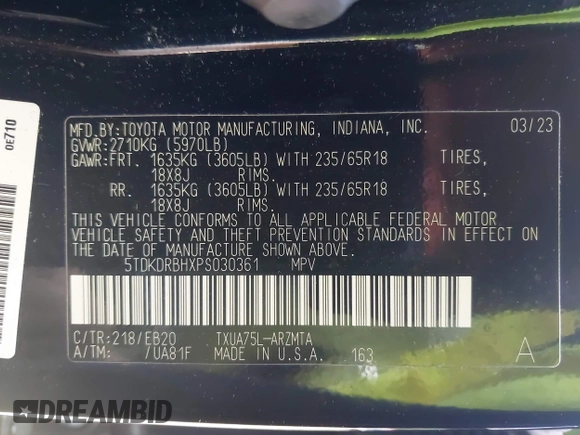 MFD.BY:TOYOTA MOTOR MANUFACTURING, INDIANA, INC. 03/23
GVWR:2710KG (5970LB)
GAWR:FRT. 1635KG (3605LB) WITH 235/65R18 TIRES,
18X8J RIMS.
RR. 1635KG (3605LB) WITH 235/65R18 TIRES,
18X8J RIMS.
THIS VEHICLE CONFORMS TO ALL APPLICABLE FEDERAL MOTOR
VEHICLE SAFETY AND THEFT PREVENTION STANDARDS IN EFFECT ON
THE DATE OF MANUFACTURE SHOWN ABOVE.
5TDKDRBHXPS030361 MPV
C/TR:218/EB20 TXUA75L-ARZMTA
A/TM: /UA81F MADE IN U.S.A. 163 A
0E710
DREAMBID